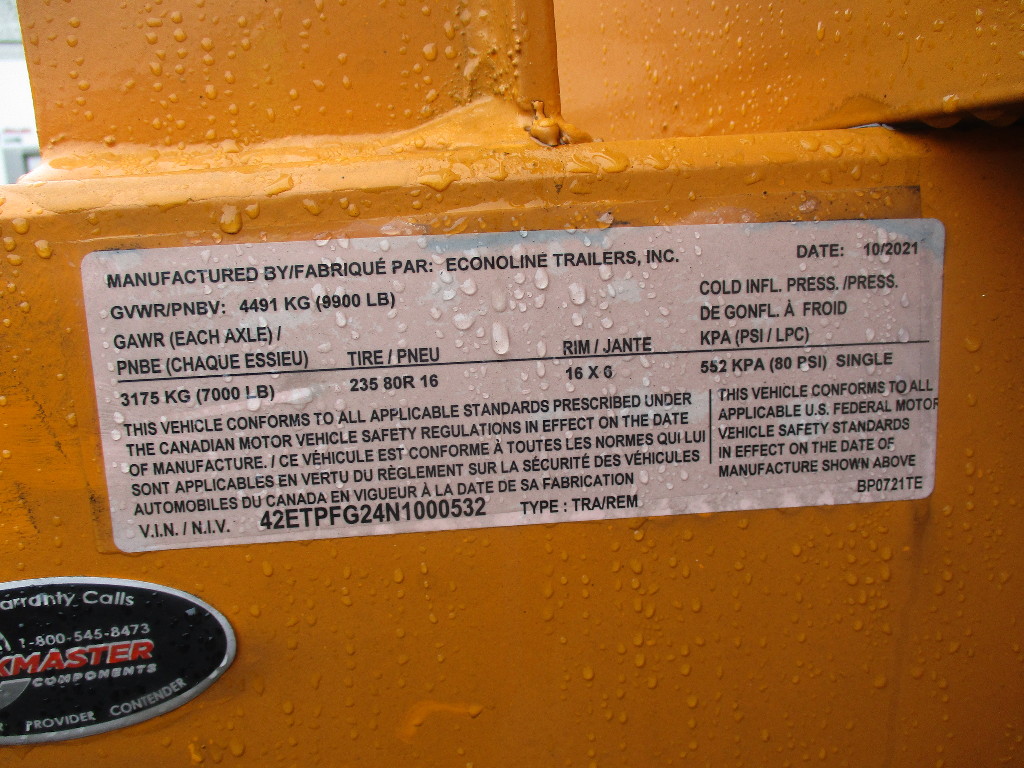 MANUFACTURED BY/FABRIQUÉ PAR: ECONOLINE TRAILERS, INC.
DATE: 10/2021
GVWR/PNBV: 4491 KG (9900 LB)
COLD INFL. PRESS. /PRESS.
DE GONFL. À FROID
KPA (PSI / LPC)
GAWR (EACH AXLE) /
PNBE (CHAQUE ESSIEU)
TIRE / PNEU
RIM / JANTE
3175 KG (7000 LB)
235 80R 16
16 X 6
552 KPA (80 PSI) SINGLE
THIS VEHICLE CONFORMS TO ALL APPLICABLE STANDARDS PRESCRIBED UNDER
THE CANADIAN MOTOR VEHICLE SAFETY REGULATIONS IN EFFECT ON THE DATE
OF MANUFACTURE. / CE VÉHICULE EST CONFORME À TOUTES LES NORMES QUI LUI
SONT APPLICABLES EN VERTU DU RÈGLEMENT SUR LA SÉCURITÉ DES VÉHICULES
AUTOMOBILES DU CANADA EN VIGUEUR À LA DATE DE SA FABRICATION
THIS VEHICLE CONFORMS TO ALL
APPLICABLE U.S. FEDERAL MOTOR
VEHICLE SAFETY STANDARDS
IN EFFECT ON THE DATE OF
MANUFACTURE SHOWN ABOVE
V.I.N. / N.I.V. 42ETPFG24N1000532 TYPE : TRA/REM
BP0721TE
arranty Calls
1-800-545-8473
KMASTER
COMPONENTS
PROVIDER CONTENDER